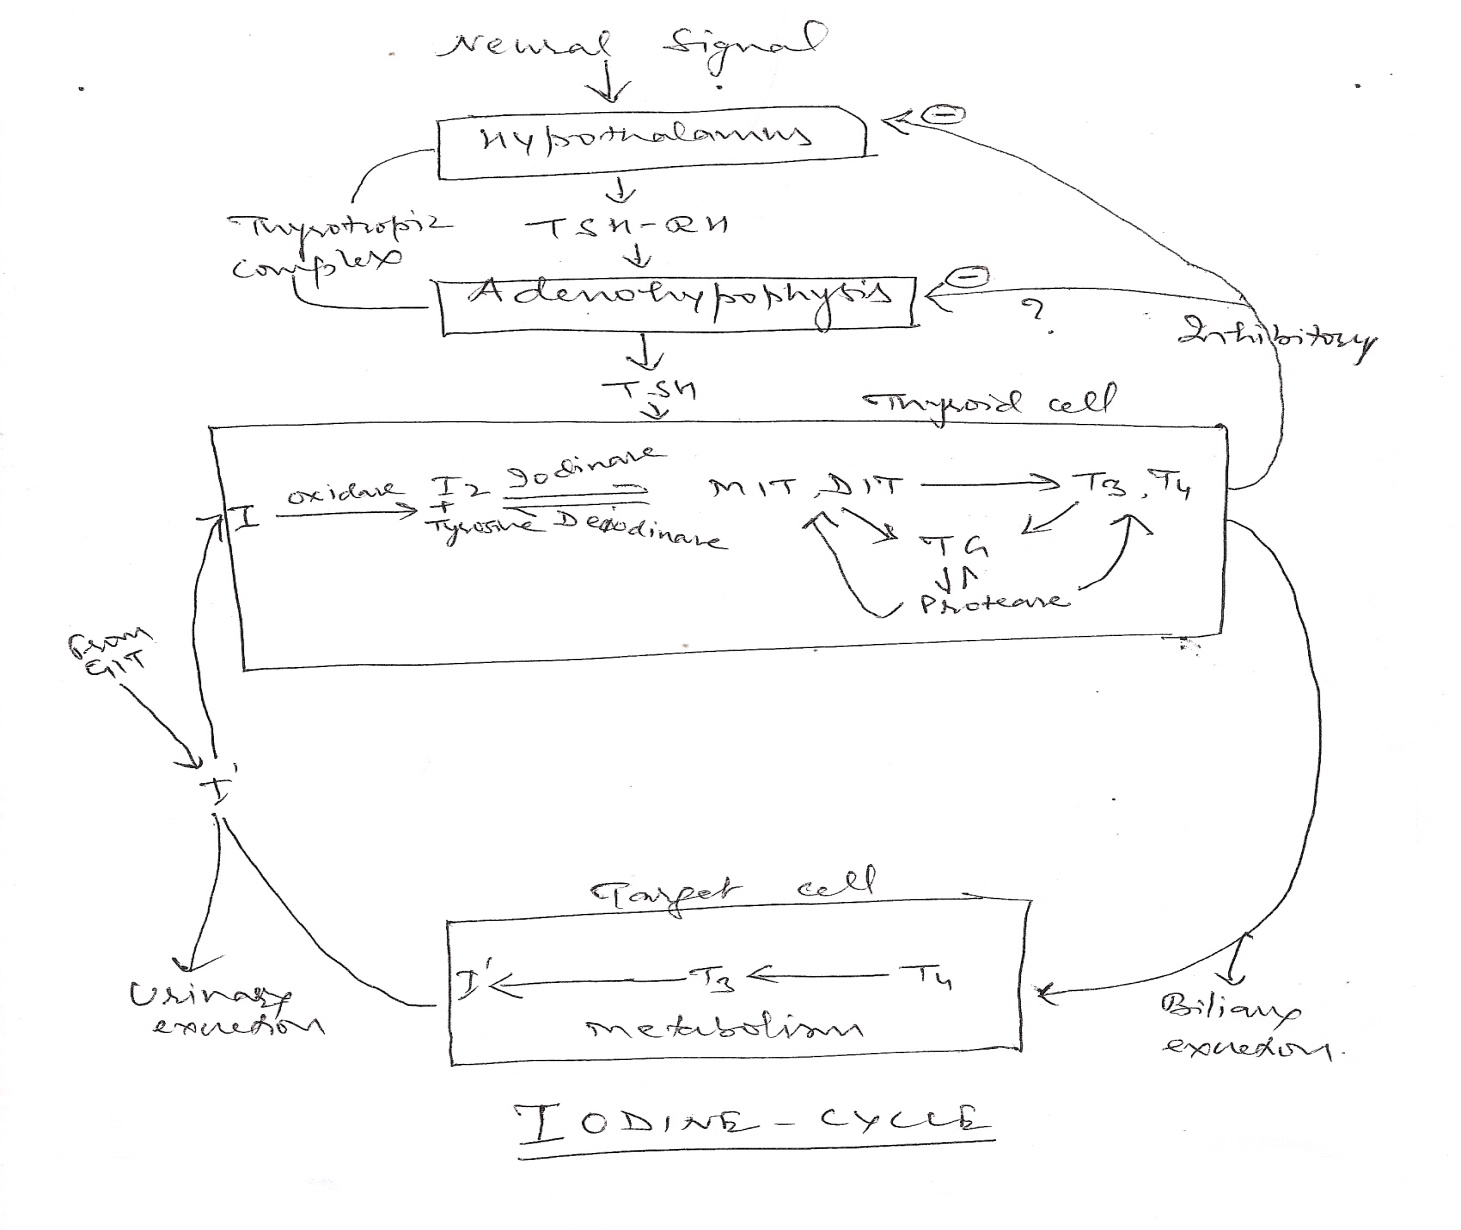 Neural Signal
⊖
Hypothalamus
Thyrotropic
complex
TSH-RH
⊖
Adenohypophysis
?
Inhibitory
TSH
Thyroid cell
I oxidase I2 Iodinase MIT, DIT T3, T4
+
Tyrosine Deiodinase
TG
Protease
From
GIT
I'
Target cell
I' T3 T4
metabolism
Urinary
excretion
Biliary
excretion.
IODINE-CYCLE